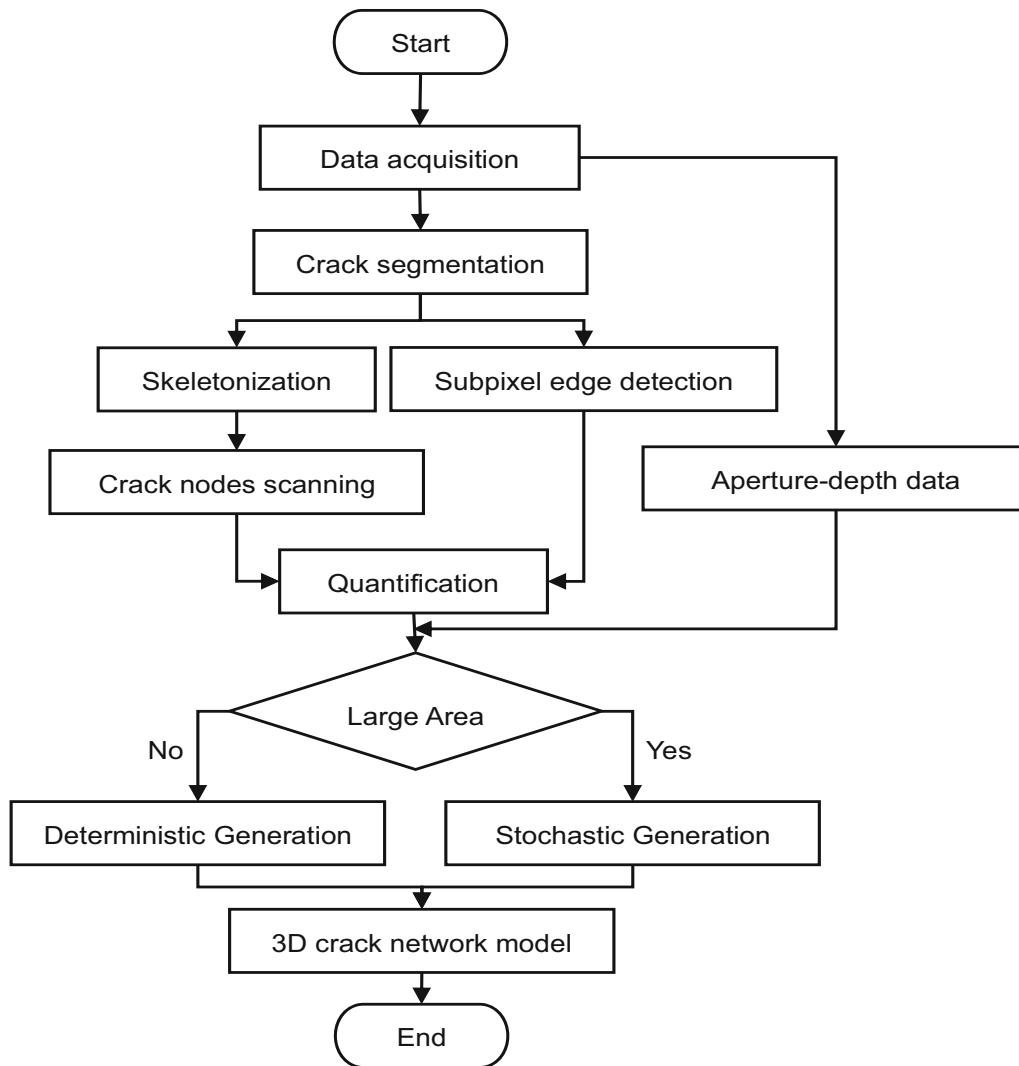 Start
Data acquisition
Crack segmentation
Skeletonization
Subpixel edge detection
Crack nodes scanning
Aperture-depth data
Quantification
Large Area
No
Yes
Deterministic Generation
Stochastic Generation
3D crack network model
End